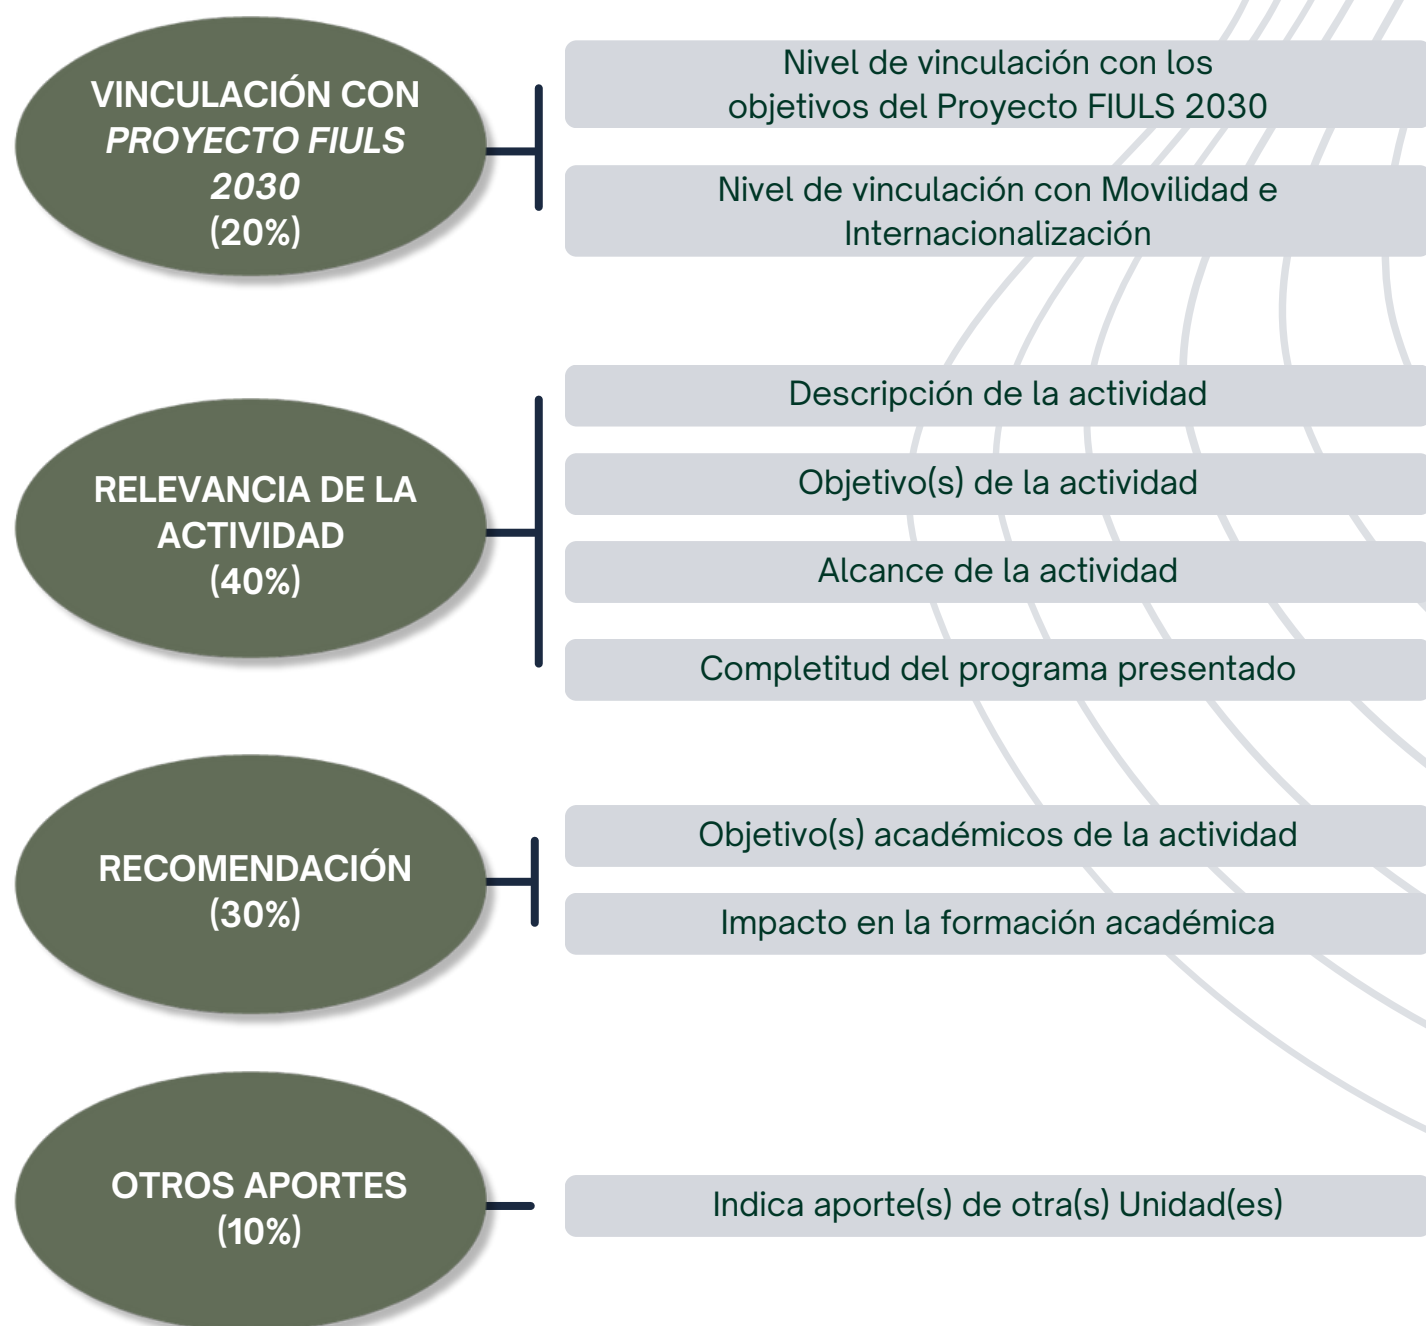 VINCULACIÓN CON
PROYECTO FIULS
2030
(20%)
Nivel de vinculación con los
objetivos del Proyecto FIULS 2030
Nivel de vinculación con Movilidad e
Internacionalización
RELEVANCIA DE LA
ACTIVIDAD
(40%)
Descripción de la actividad
Objetivo(s) de la actividad
Alcance de la actividad
Completitud del programa presentado
RECOMENDACIÓN
(30%)
Objetivo(s) académicos de la actividad
Impacto en la formación académica
OTROS APORTES
(10%)
Indica aporte(s) de otra(s) Unidad(es)